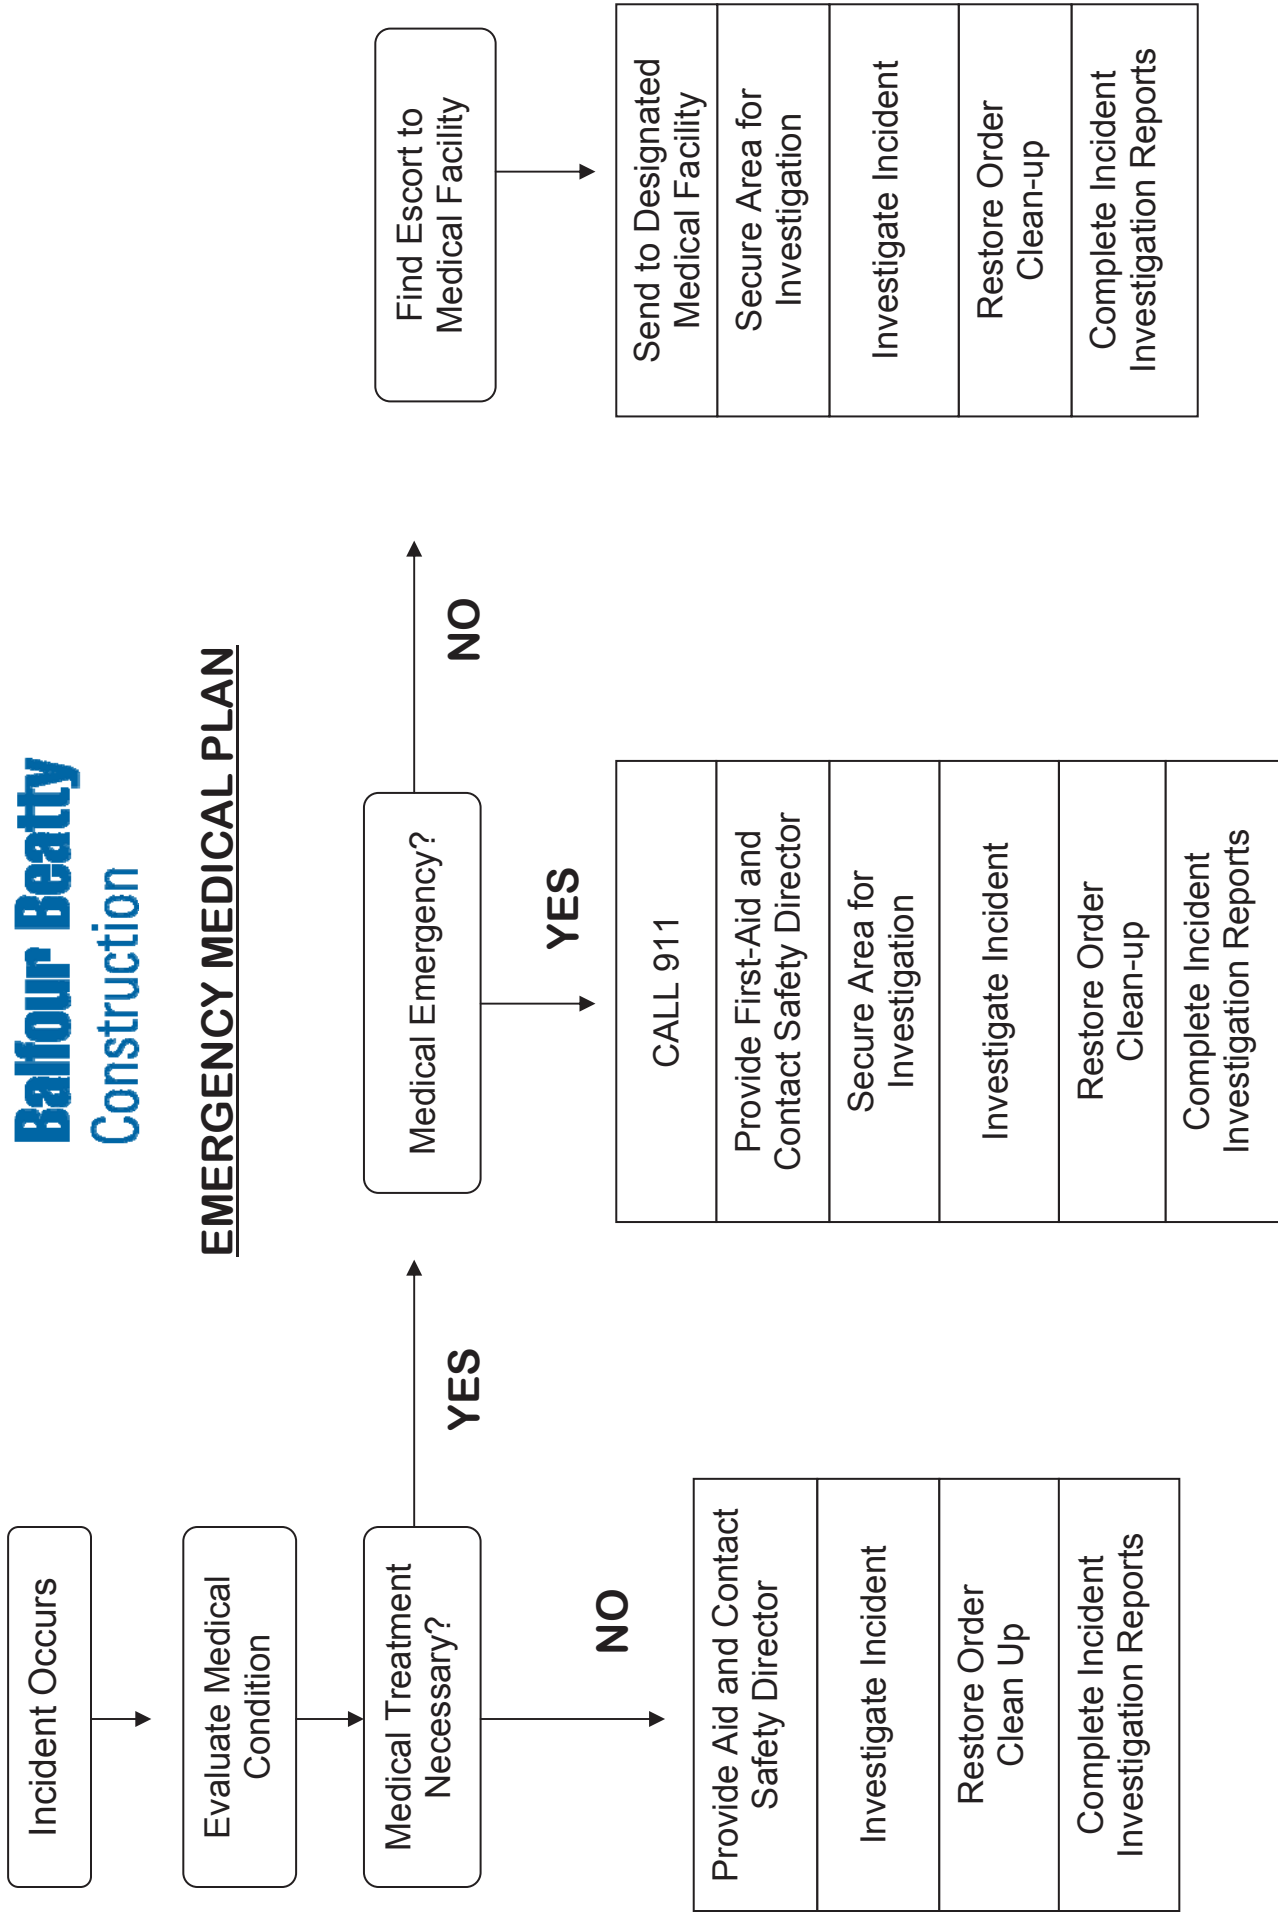 Balfour Beatty
Construction
EMERGENCY MEDICAL PLAN
Incident Occurs
Evaluate Medical
Condition
Medical Treatment
Necessary?
YES
NO
Provide Aid and Contact
Safety Director
Investigate Incident
Restore Order
Clean Up
Complete Incident
Investigation Reports
Medical Emergency?
YES
NO
CALL 911
Provide First-Aid and
Contact Safety Director
Secure Area for
Investigation
Investigate Incident
Restore Order
Clean-up
Complete Incident
Investigation Reports
Find Escort to
Medical Facility
Send to Designated
Medical Facility
Secure Area for
Investigation
Investigate Incident
Restore Order
Clean-up
Complete Incident
Investigation Reports